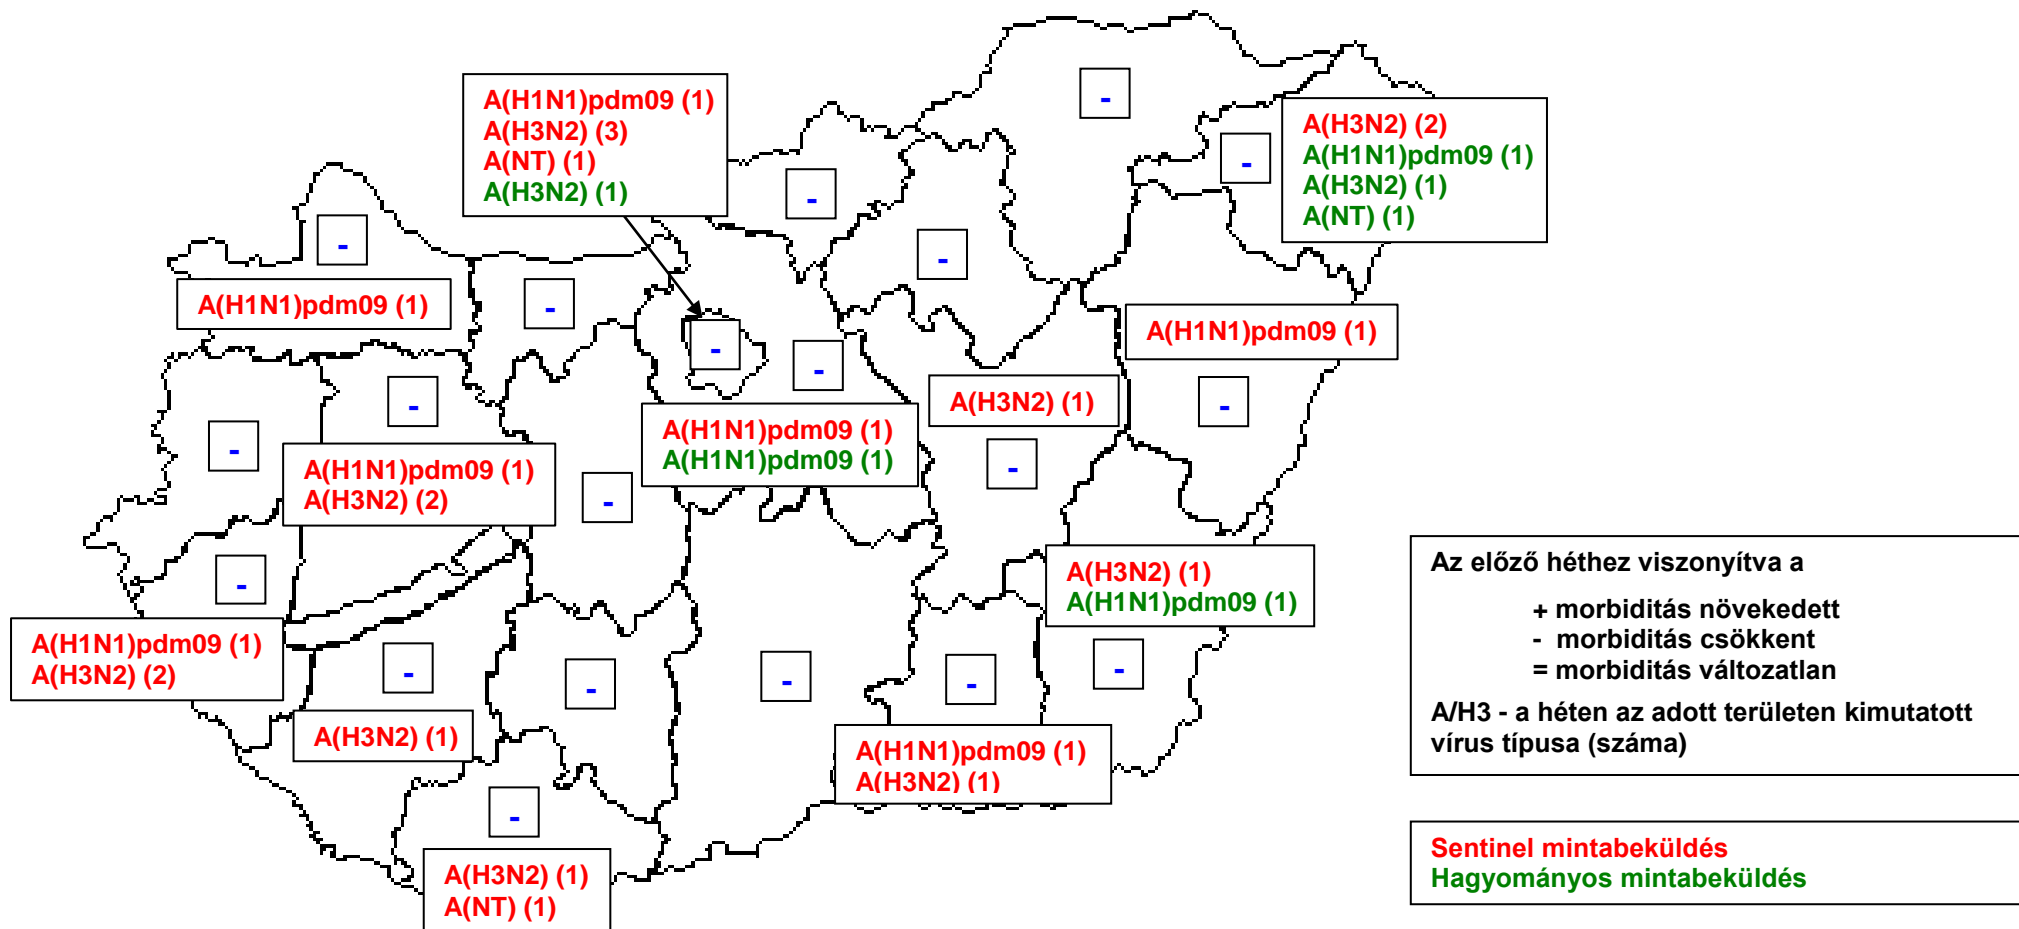 -
A(H1N1)pdm09 (1)
A(H3N2) (3)
A(NT) (1)
A(H3N2) (1)
A(H3N2) (2)
A(H1N1)pdm09 (1)
A(H3N2) (1)
A(NT) (1)
-
-
-
-
A(H1N1)pdm09 (1)
-
A(H1N1)pdm09 (1)
-
-
-
-
A(H3N2) (1)
-
A(H1N1)pdm09 (1)
A(H1N1)pdm09 (1)
-
A(H1N1)pdm09 (1)
A(H3N2) (2)
-
-
-
A(H3N2) (1)
A(H1N1)pdm09 (1)
A(H1N1)pdm09 (1)
A(H3N2) (2)
-
-
-
-
-
A(H3N2) (1)
A(H1N1)pdm09 (1)
A(H3N2) (1)
-
A(H3N2) (1)
A(NT) (1)
Az előző héthez viszonyítva a
+ morbiditás növekedett
- morbiditás csökkent
= morbiditás változatlan
A/H3 - a héten az adott területen kimutatott
vírus típusa (száma)
Sentinel mintabeküldés
Hagyományos mintabeküldés